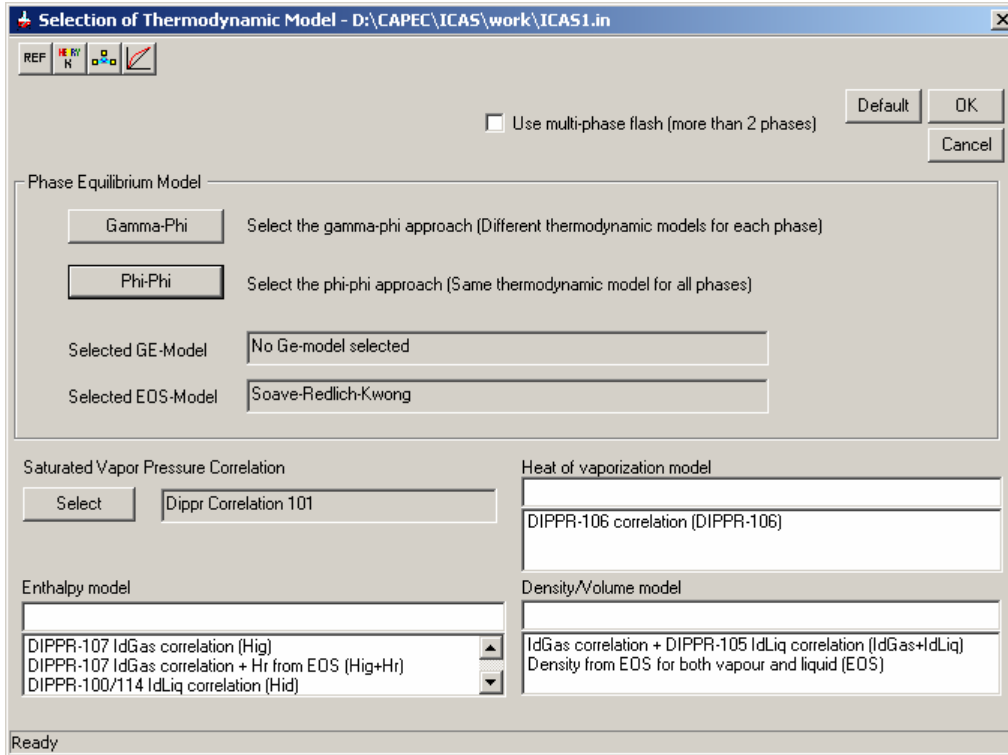 Selection of Thermodynamic Model - D:\CAPEC\ICAS\work\ICAS1.in
REF HE RY N
Use multi-phase flash (more than 2 phases)
Default
OK
Cancel
Phase Equilibrium Model
Gamma-Phi
Select the gamma-phi approach (Different thermodynamic models for each phase)
Phi-Phi
Select the phi-phi approach (Same thermodynamic model for all phases)
Selected GE-Model
No Ge-model selected
Selected EOS-Model
Soave-Redlich-Kwong
Saturated Vapor Pressure Correlation
Select
Dippr Correlation 101
Heat of vaporization model
DIPPR-106 correlation (DIPPR-106)
Enthalpy model
DIPPR-107 IdGas correlation (Hig)
DIPPR-107 IdGas correlation + Hr from EOS (Hig+Hr)
DIPPR-100/114 IdLiq correlation (Hid)
Density/Volume model
IdGas correlation + DIPPR-105 IdLiq correlation (IdGas+IdLiq)
Density from EOS for both vapour and liquid (EOS)
Ready